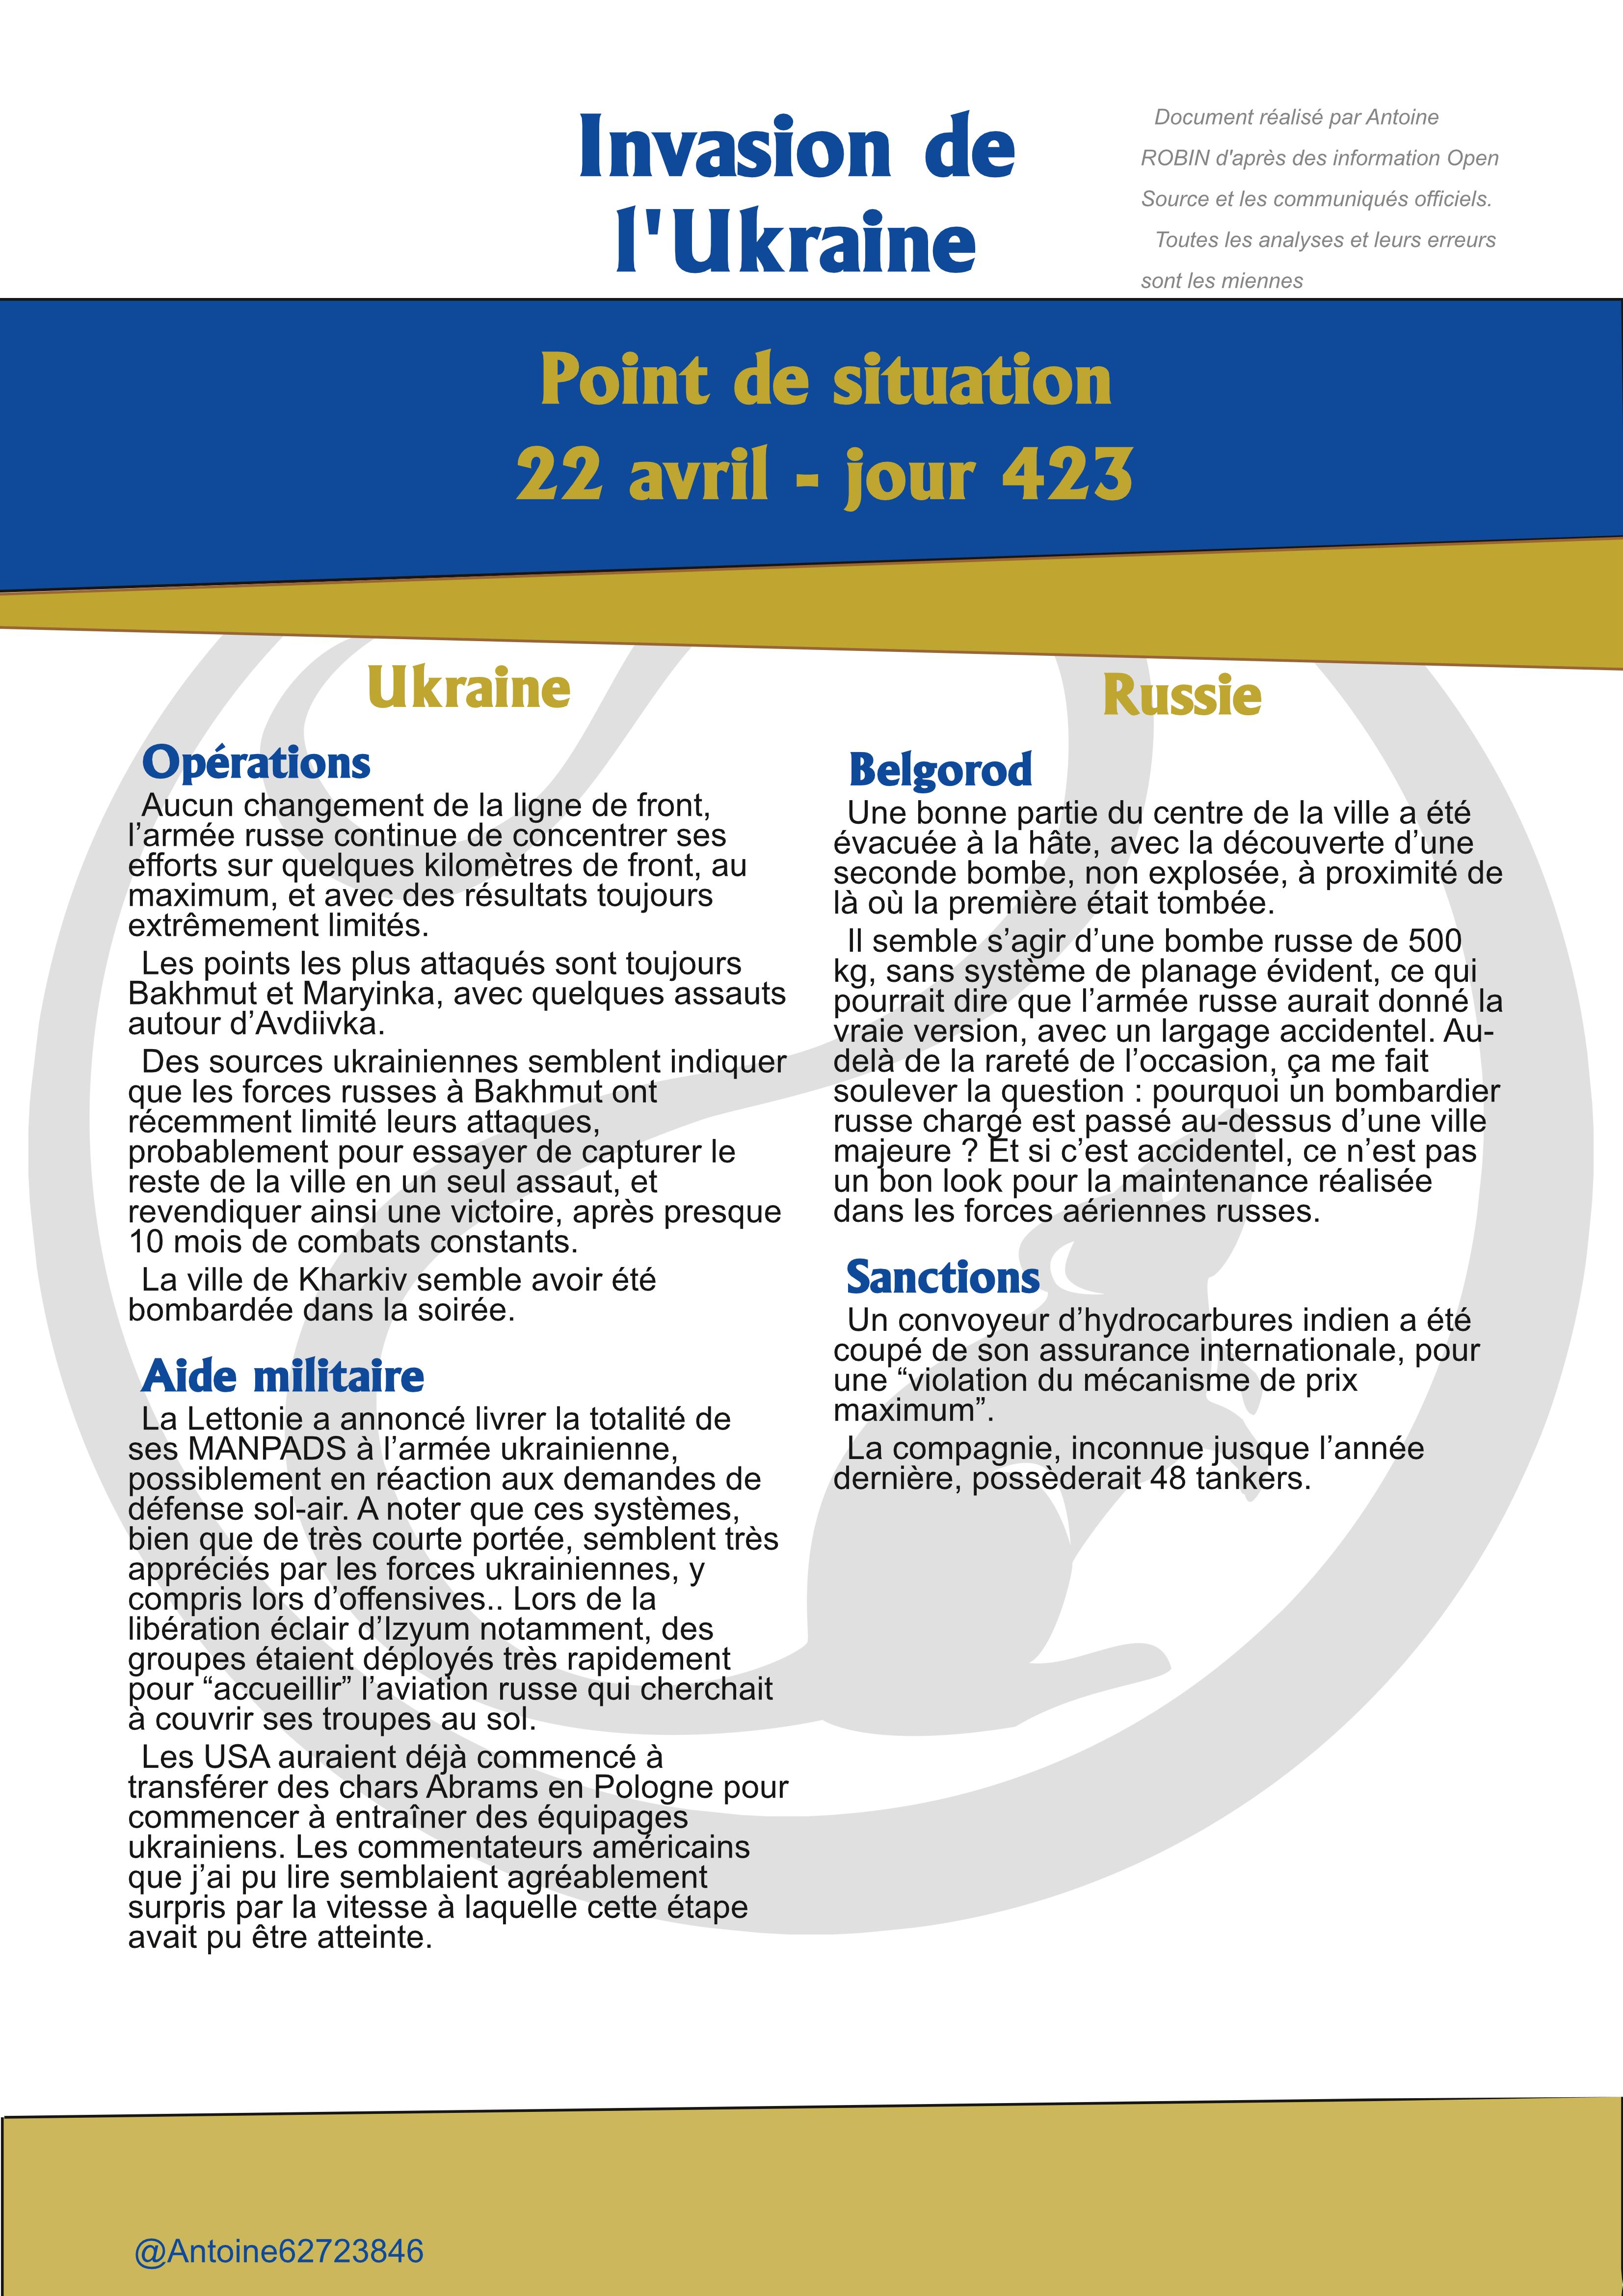 Invasion de
l'Ukraine
Document réalisé par Antoine
ROBIN d'après des information Open
Source et les communiqués officiels.
Toutes les analyses et leurs erreurs
sont les miennes
Point de situation
22 avril - jour 423
Ukraine
Opérations
Aucun changement de la ligne de front,
l’armée russe continue de concentrer ses
efforts sur quelques kilomètres de front, au
maximum, et avec des résultats toujours
extrêmement limités.
Les points les plus attaqués sont toujours
Bakhmut et Maryinka, avec quelques assauts
autour d’Avdiivka.
Des sources ukrainiennes semblent indiquer
que les forces russes à Bakhmut ont
récemment limité leurs attaques,
probablement pour essayer de capturer le
reste de la ville en un seul assaut, et
revendiquer ainsi une victoire, après presque
10 mois de combats constants.
La ville de Kharkiv semble avoir été
bombardée dans la soirée.
Aide militaire
La Lettonie a annoncé livrer la totalité de
ses MANPADS à l’armée ukrainienne,
possiblement en réaction aux demandes de
défense sol-air. A noter que ces systèmes,
bien que de très courte portée, semblent très
appréciés par les forces ukrainiennes, y
compris lors d’offensives.. Lors de la
libération éclair d’Izyum notamment, des
groupes étaient déployés très rapidement
pour “accueillir” l’aviation russe qui cherchait
à couvrir ses troupes au sol.
Les USA auraient déjà commencé à
transférer des chars Abrams en Pologne pour
commencer à entraîner des équipages
ukrainiens. Les commentateurs américains
que j’ai pu lire semblaient agréablement
surpris par la vitesse à laquelle cette étape
avait pu être atteinte.
Russie
Belgorod
Une bonne partie du centre de la ville a été
évacuée à la hâte, avec la découverte d’une
seconde bombe, non explosée, à proximité de
là où la première était tombée.
Il semble s’agir d’une bombe russe de 500
kg, sans système de planage évident, ce qui
pourrait dire que l’armée russe aurait donné la
vraie version, avec un largage accidentel. Au-
delà de la rareté de l’occasion, ça me fait
soulever la question : pourquoi un bombardier
russe chargé est passé au-dessus d’une ville
majeure ? Et si c’est accidentel, ce n’est pas
un bon look pour la maintenance réalisée
dans les forces aériennes russes.
Sanctions
Un convoyeur d’hydrocarbures indien a été
coupé de son assurance internationale, pour
une “violation du mécanisme de prix
maximum”.
La compagnie, inconnue jusque l’année
dernière, possèderait 48 tankers.
@Antoine62723846